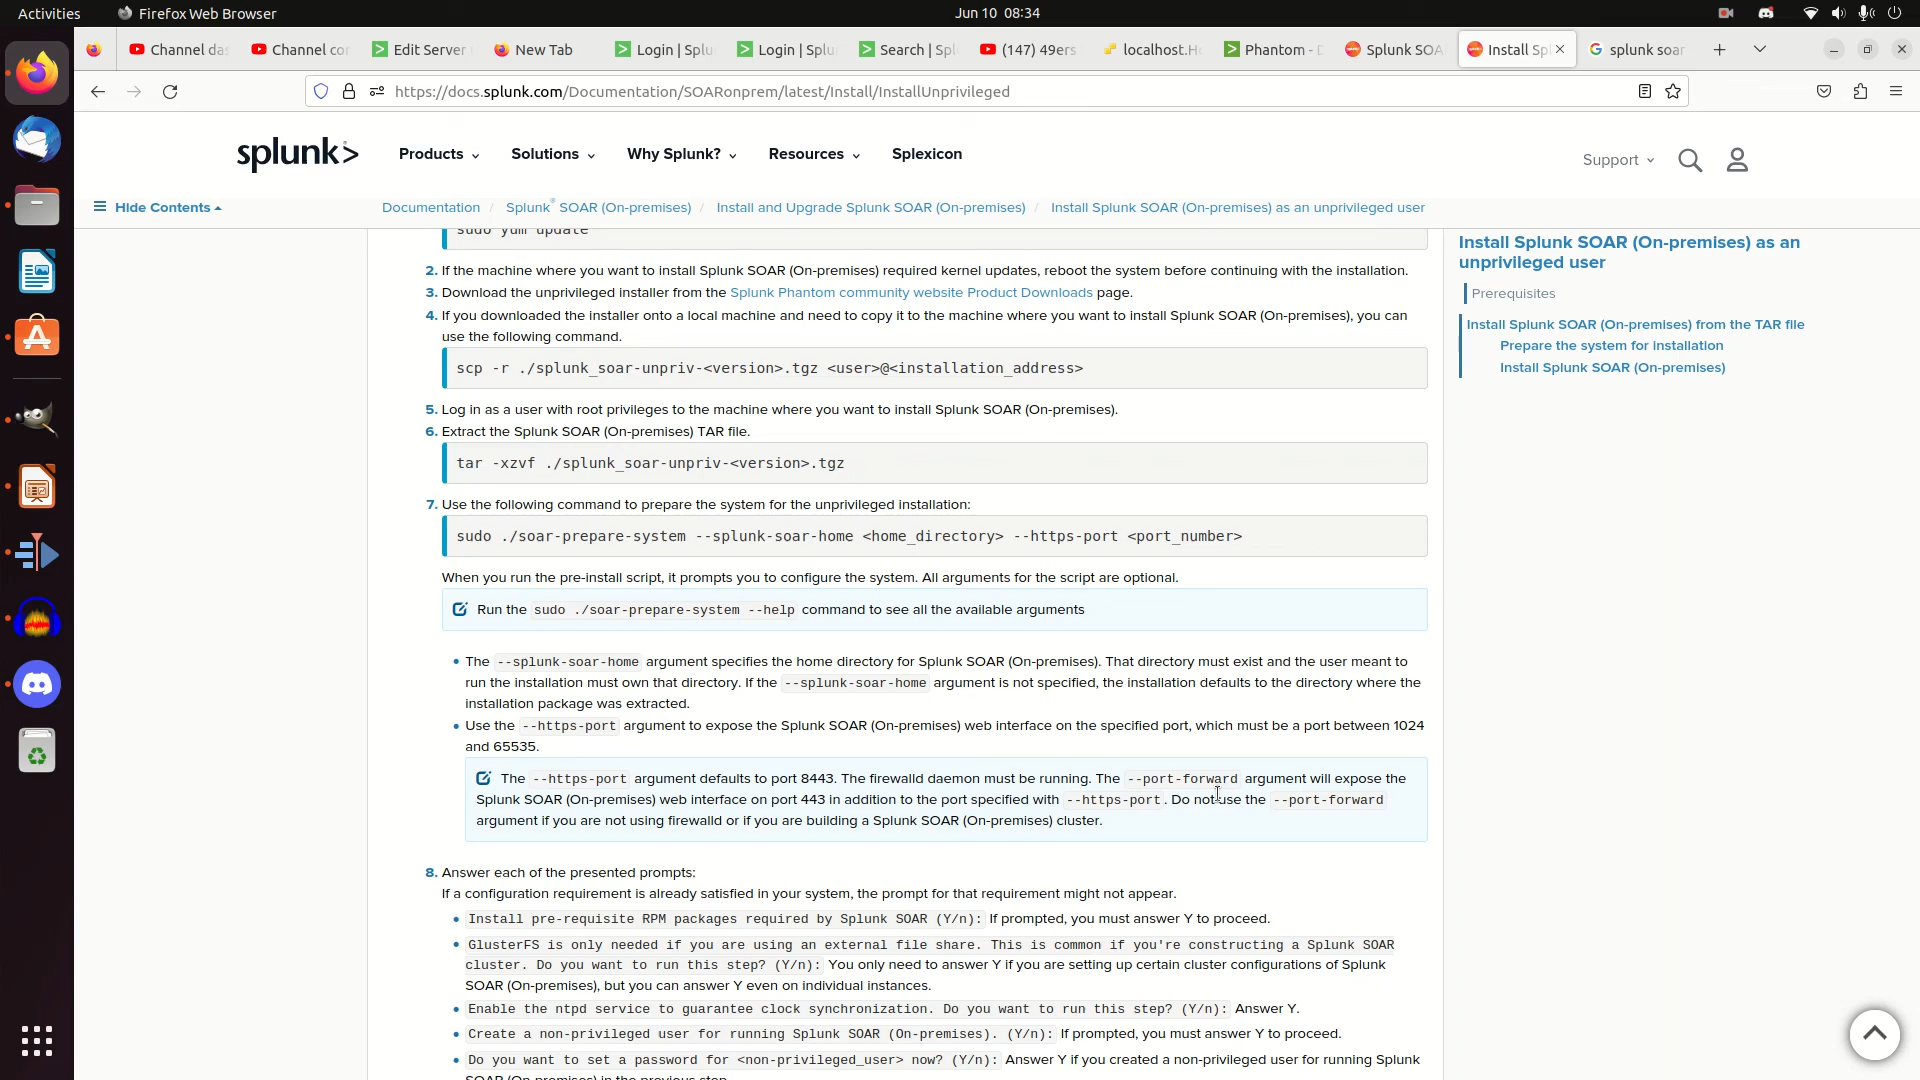 Activities
Firefox Web Browser
Jun 10 08:34
Channel da
Channel co
Edit Server
New Tab
Login | Splu
Login | Splu
Search | Spl
(147) 49ers
localhost.H
Phantom - D
Splunk SOA
Install Sp
splunk soar
https://docs.splunk.com/Documentation/SOARonprem/latest/Install/InstallUnprivileged
splunk>
Products
Solutions
Why Splunk?
Resources
Splexicon
Support
Hide Contents
Documentation / Splunk® SOAR (On-premises) / Install and Upgrade Splunk SOAR (On-premises) / Install Splunk SOAR (On-premises) as an unprivileged user
sudo yum update
2. If the machine where you want to install Splunk SOAR (On-premises) required kernel updates, reboot the system before continuing with the installation.
3. Download the unprivileged installer from the Splunk Phantom community website Product Downloads page.
4. If you downloaded the installer onto a local machine and need to copy it to the machine where you want to install Splunk SOAR (On-premises), you can
use the following command.
scp -r ./splunk_soar-unpriv-<version>.tgz <user>@<installation_address>
5. Log in as a user with root privileges to the machine where you want to install Splunk SOAR (On-premises).
6. Extract the Splunk SOAR (On-premises) TAR file.
tar -xzvf ./splunk_soar-unpriv-<version>.tgz
7. Use the following command to prepare the system for the unprivileged installation:
sudo ./soar-prepare-system --splunk-soar-home <home_directory> --https-port <port_number>
When you run the pre-install script, it prompts you to configure the system. All arguments for the script are optional.
Run the sudo ./soar-prepare-system --help command to see all the available arguments
• The --splunk-soar-home argument specifies the home directory for Splunk SOAR (On-premises). That directory must exist and the user meant to
run the installation must own that directory. If the --splunk-soar-home argument is not specified, the installation defaults to the directory where the
installation package was extracted.
• Use the --https-port argument to expose the Splunk SOAR (On-premises) web interface on the specified port, which must be a port between 1024
and 65535.
The --https-port argument defaults to port 8443. The firewalld daemon must be running. The --port-forward argument will expose the
Splunk SOAR (On-premises) web interface on port 443 in addition to the port specified with --https-port. Do not use the --port-forward
argument if you are not using firewalld or if you are building a Splunk SOAR (On-premises) cluster.
8. Answer each of the presented prompts:
If a configuration requirement is already satisfied in your system, the prompt for that requirement might not appear.
• Install pre-requisite RPM packages required by Splunk SOAR (Y/n): If prompted, you must answer Y to proceed.
• GlusterFS is only needed if you are using an external file share. This is common if you're constructing a Splunk SOAR
cluster. Do you want to run this step? (Y/n): You only need to answer Y if you are setting up certain cluster configurations of Splunk
SOAR (On-premises), but you can answer Y even on individual instances.
• Enable the ntpd service to guarantee clock synchronization. Do you want to run this step? (Y/n): Answer Y.
• Create a non-privileged user for running Splunk SOAR (On-premises). (Y/n): If prompted, you must answer Y to proceed.
• Do you want to set a password for <non-privileged_user> now? (Y/n): Answer Y if you created a non-privileged user for running Splunk
SOAR (On-premises) in the previous step.
Install Splunk SOAR (On-premises) as an
unprivileged user
Prerequisites
Install Splunk SOAR (On-premises) from the TAR file
Prepare the system for installation
Install Splunk SOAR (On-premises)